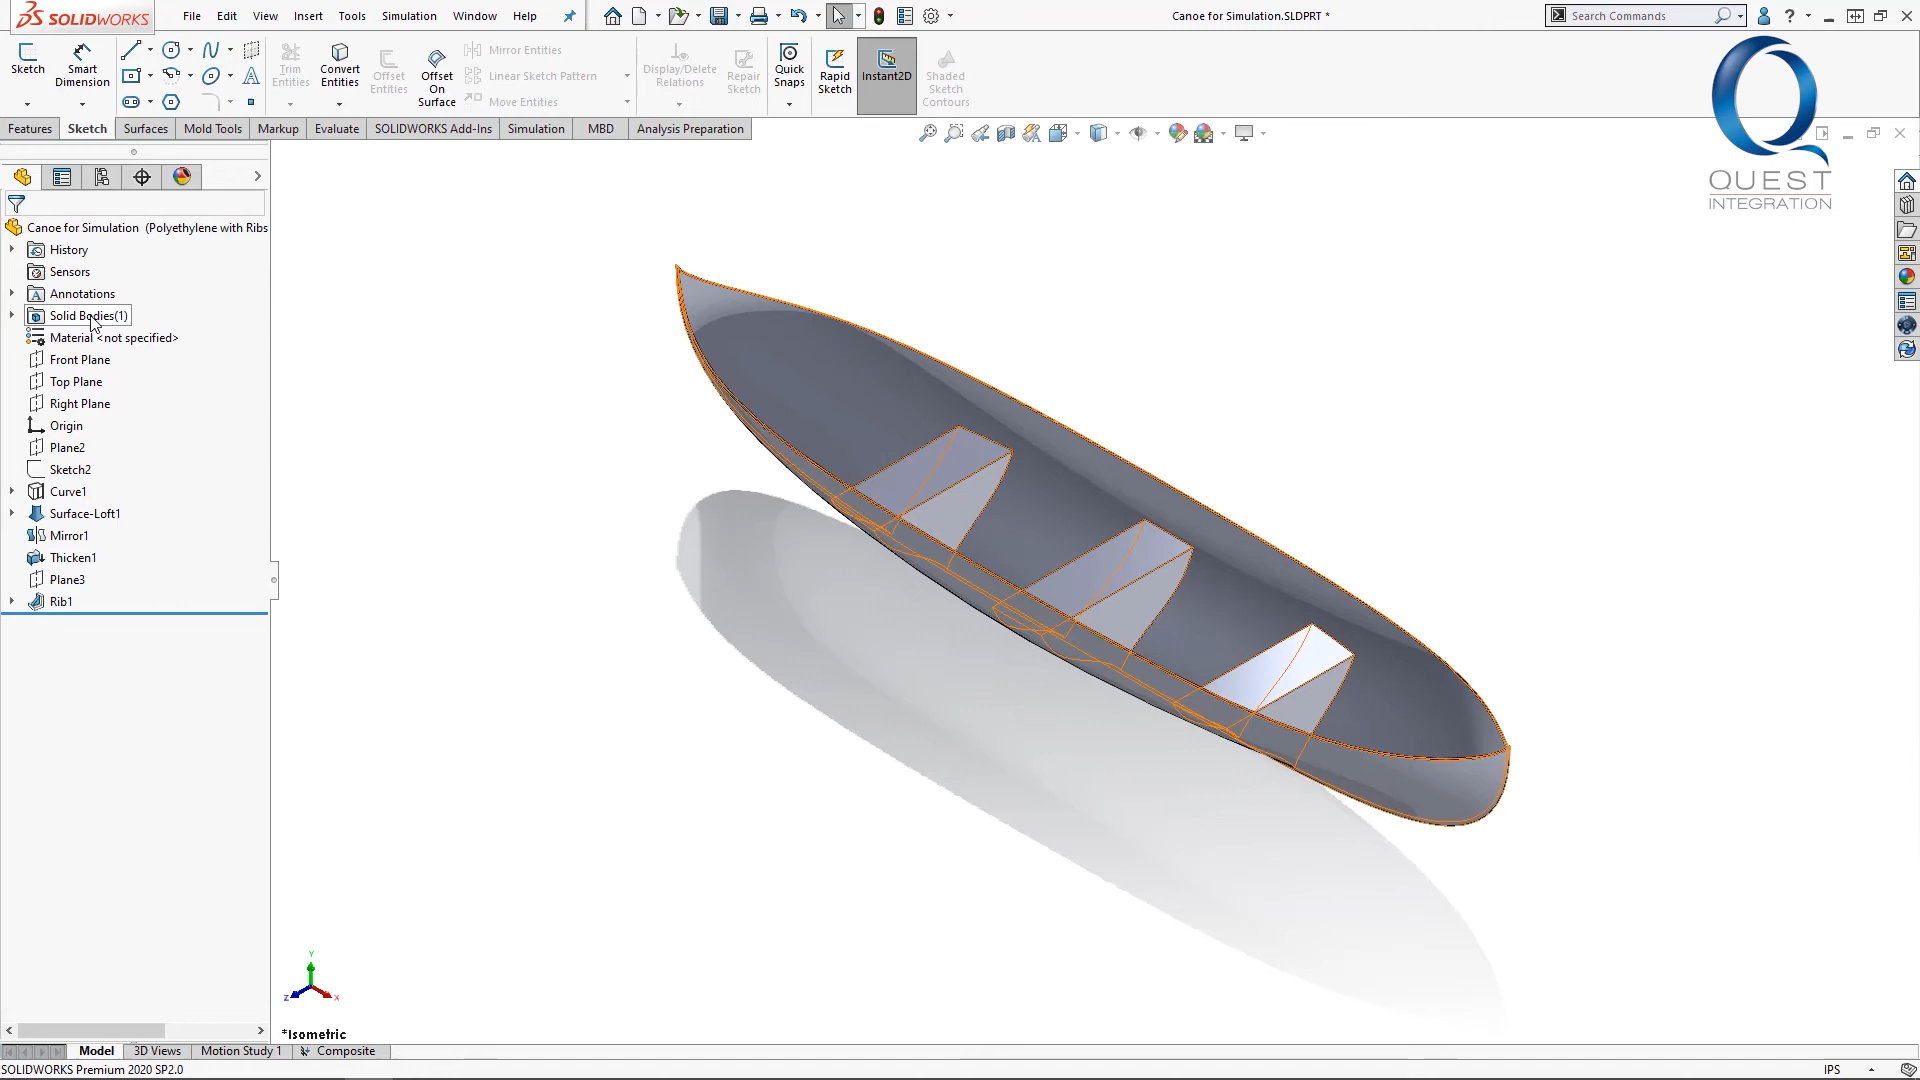 SOLIDWORKS
File Edit View Insert Tools Simulation Window Help
Canoe for Simulation.SLDPRT *
Search Commands
Sketch
Smart
Dimension
Trim
Entities
Convert
Entities
Offset
Entities
Offset
On
Surface
Mirror Entities
Linear Sketch Pattern
Move Entities
Display/Delete
Relations
Repair
Sketch
Quick
Snaps
Rapid
Sketch
Instant2D
Shaded
Sketch
Contours
Features Sketch Surfaces Mold Tools Markup Evaluate SOLIDWORKS Add-Ins Simulation MBD Analysis Preparation
QUEST
INTEGRATION
Canoe for Simulation (Polyethylene with Ribs
History
Sensors
Annotations
Solid Bodies(1)
Material <not specified>
Front Plane
Top Plane
Right Plane
Origin
Plane2
Sketch2
Curve1
Surface-Loft1
Mirror1
Thicken1
Plane3
Rib1
Y
Z
X
*Isometric
Model 3D Views Motion Study 1 Composite
SOLIDWORKS Premium 2020 SP2.0
IPS